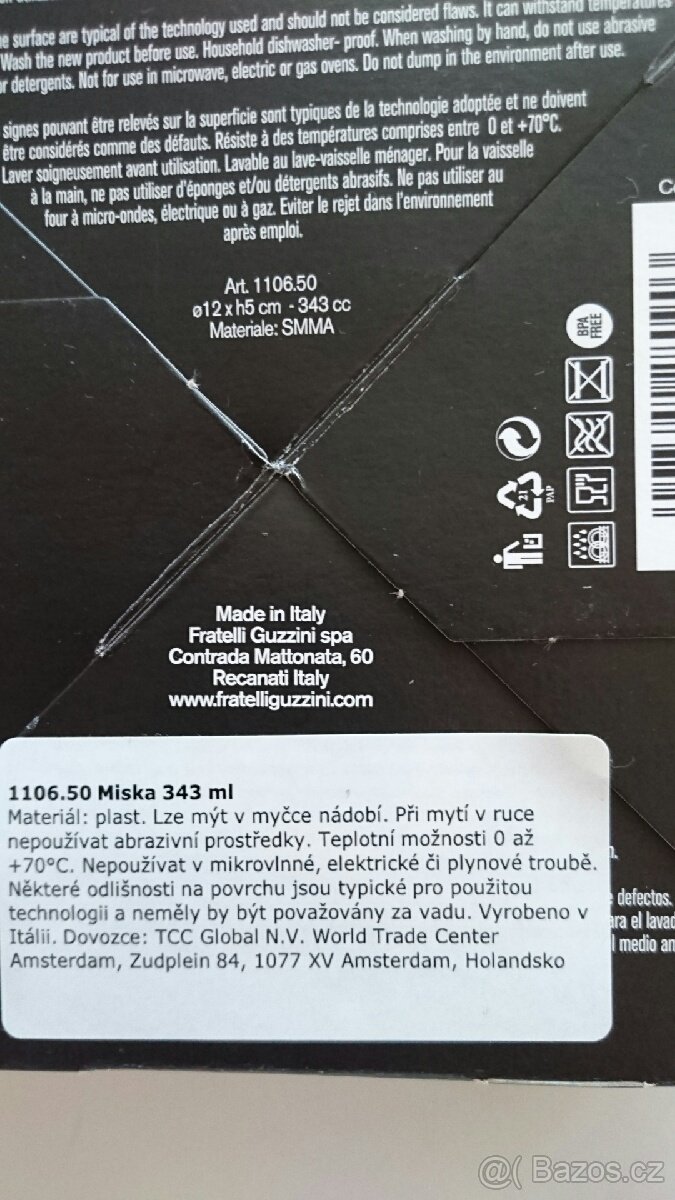 e surface are typical of the technology used and should not be considered flaws. It can withstand temperatures
Wash the new product before use. Household dishwasher- proof. When washing by hand, do not use abrasive
or detergents. Not for use in microwave, electric or gas ovens. Do not dump in the environment after use.
signes pouvant être relevés sur la superficie sont typiques de la technologie adoptée et ne doivent
être considérés comme des défauts. Résiste à des températures comprises entre 0 et +70°C.
Laver soigneusement avant utilisation. Lavable au lave-vaisselle ménager. Pour la vaisselle
à la main, ne pas utiliser d'éponges et/ou détergents abrasifs. Ne pas utiliser au
four à micro-ondes, électrique ou à gaz. Eviter le rejet dans l'environnement
après emploi.
Art. 1106.50
ø12 x h5 cm - 343 cc
Materiale: SMMA
Co
BPA
FREE
21
PAP
Made in Italy
Fratelli Guzzini spa
Contrada Mattonata, 60
Recanati Italy
www.fratelliguzzini.com
1106.50 Miska 343 ml
Materiál: plast. Lze mýt v myčce nádobí. Při mytí v ruce
nepoužívat abrazivní prostředky. Teplotní možnosti 0 až
+70°C. Nepoužívat v mikrovlnné, elektrické či plynové troubě.
Některé odlišnosti na povrchu jsou typické pro použitou
technologii a neměly by být považovány za vadu. Vyrobeno v
Itálii. Dovozce: TCC Global N.V. World Trade Center
Amsterdam, Zudplein 84, 1077 XV Amsterdam, Holandsko
defectos.
ara el lavad
l medio am
@( Bazos.cz